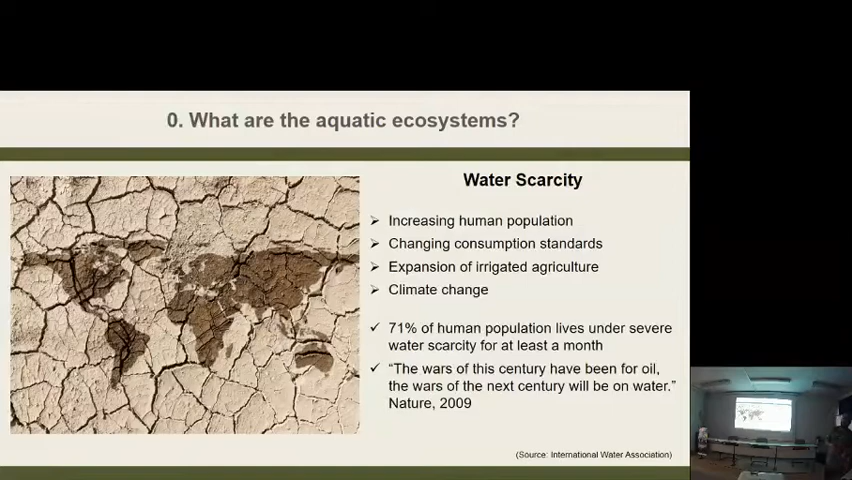 0. What are the aquatic ecosystems?
Water Scarcity
Increasing human population
Changing consumption standards
Expansion of irrigated agriculture
Climate change
71% of human population lives under severe
water scarcity for at least a month
“The wars of this century have been for oil,
the wars of the next century will be on water.”
Nature, 2009
(Source: International Water Association)